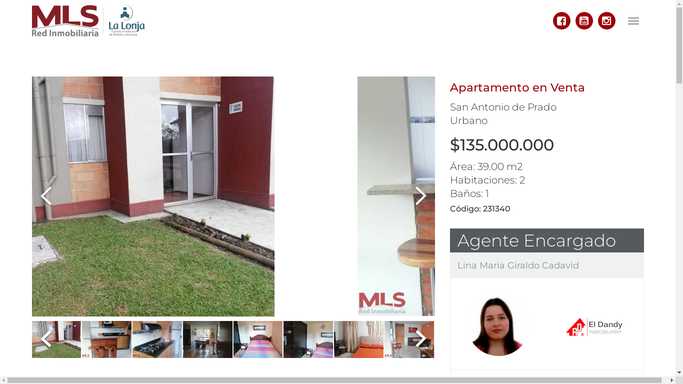 MLS
Red Inmobiliaria
La Lonja
Apartamento en Venta
San Antonio de Prado
Urbano
$135.000.000
Área: 39.00 m2
Habitaciones: 2
Baños: 1
Código: 231340
Agente Encargado
Lina Maria Giraldo Cadavid
El Dandy
MLS
Red Inmobiliaria